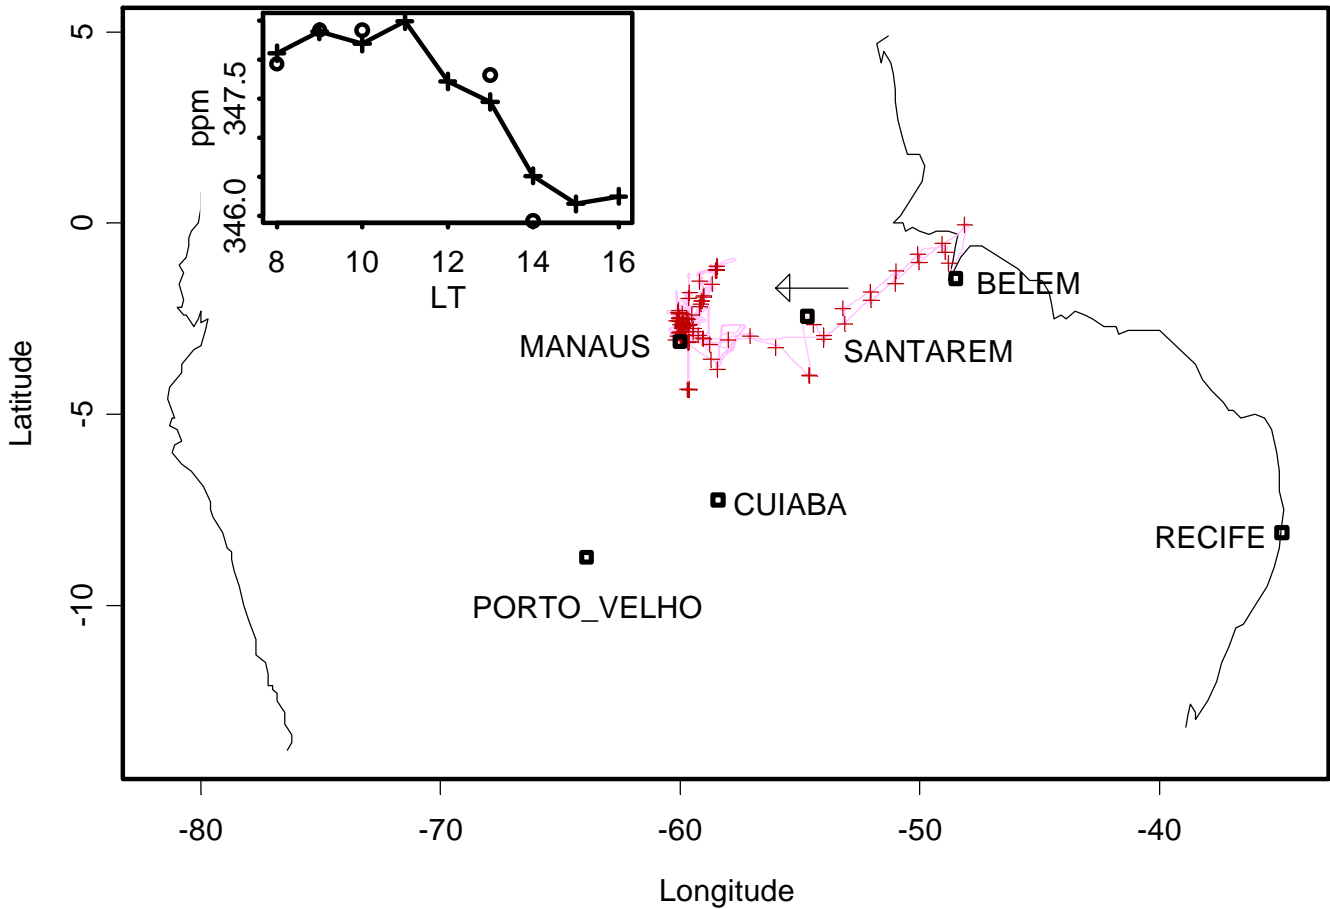 5
0
-5
-10
Latitude
ppm
347.5
346.0
8
10
12
14
16
LT
BELEM
MANAUS
SANTAREM
CUIABA
RECIFE
PORTO_VELHO
-80
-70
-60
-50
-40
Longitude